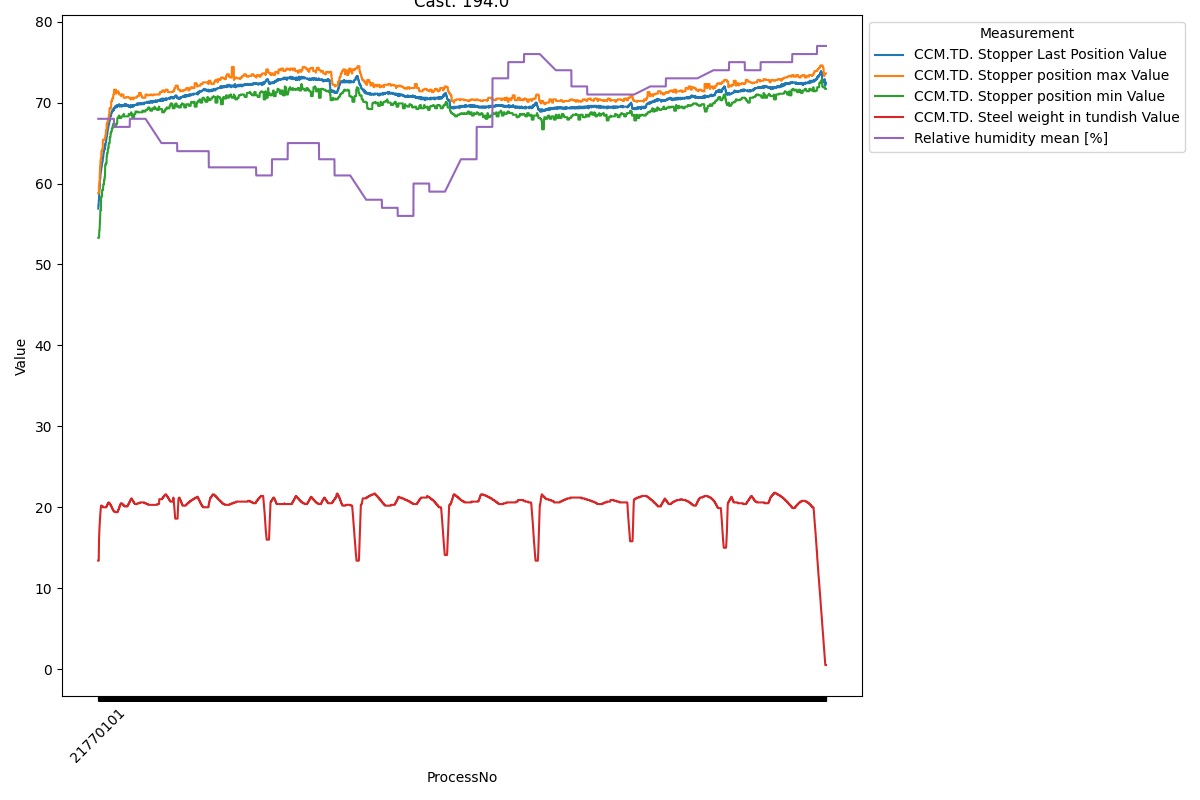 Cast: 194.0
Measurement
CCM.TD. Stopper Last Position Value
CCM.TD. Stopper position max Value
CCM.TD. Stopper position min Value
CCM.TD. Steel weight in tundish Value
Relative humidity mean [%]
80
70
60
50
40
30
20
10
0
Value
21770101
ProcessNo